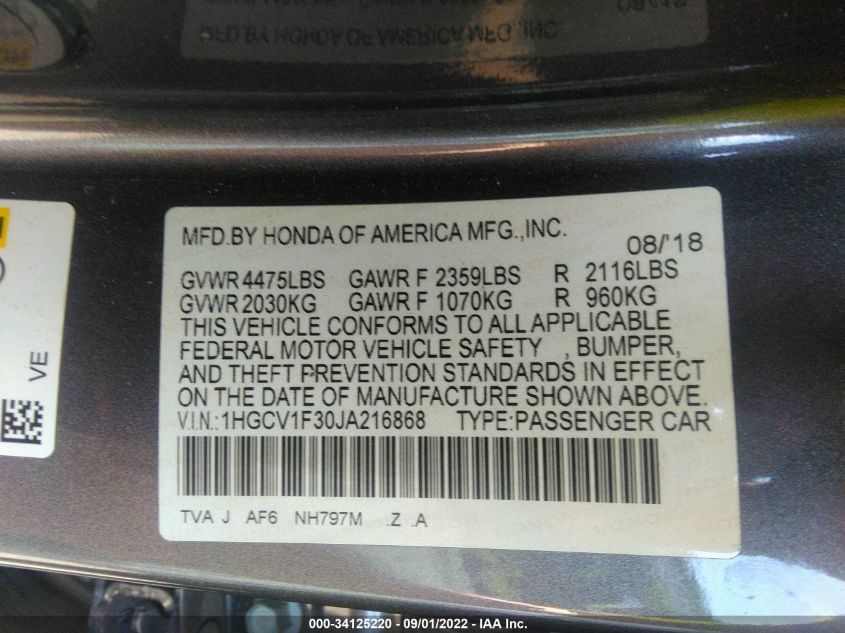 MFD.BY HONDA OF AMERICA MFG.,INC. 08/'18
GVWR 4475LBS GAWR F 2359LBS R 2116LBS
GVWR 2030KG GAWR F 1070KG R 960KG
THIS VEHICLE CONFORMS TO ALL APPLICABLE
FEDERAL MOTOR VEHICLE SAFETY , BUMPER,
AND THEFT PREVENTION STANDARDS IN EFFECT
ON THE DATE OF MANUFACTURE SHOWN ABOVE.
V.I.N.:1HGCV1F30JA216868 TYPE:PASSENGER CAR
TVA J AF6 NH797M .Z .A
VE
000-34125220 - 09/01/2022 - IAA Inc.